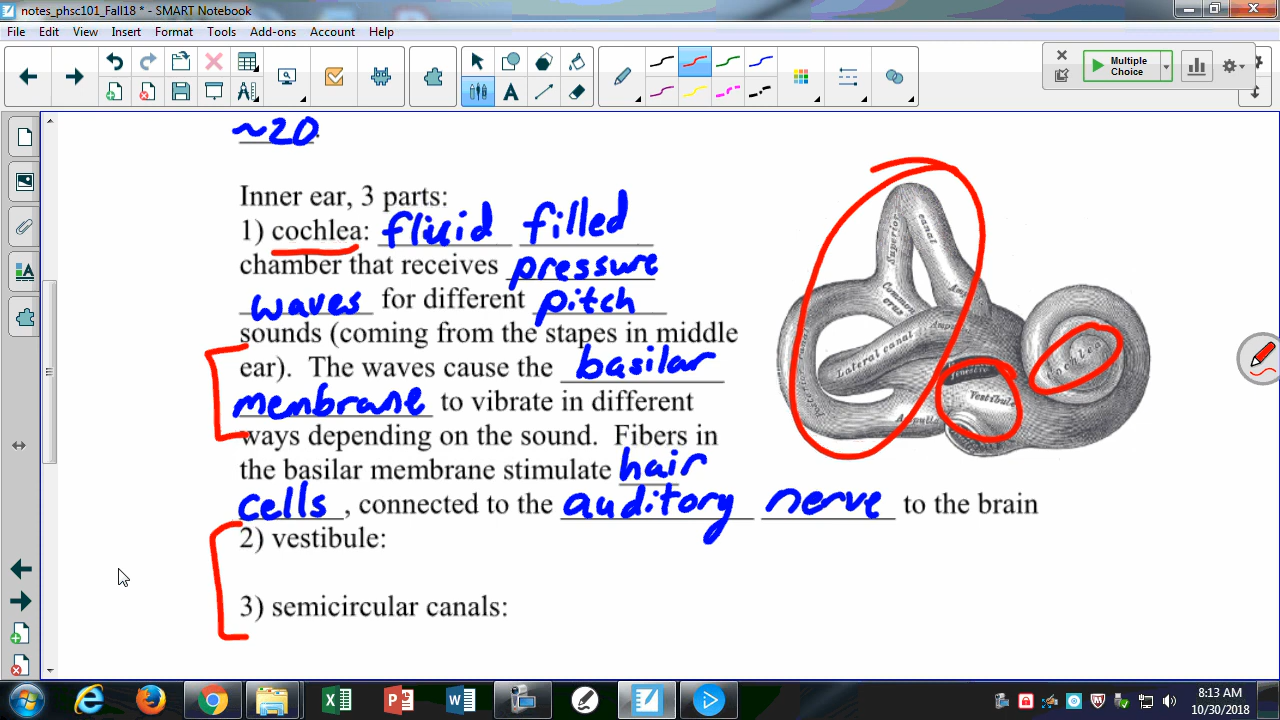 notes_phsc101_Fall18 * - SMART Notebook
File Edit View Insert Format Tools Add-ons Account Help
Multiple
Choice
~20
Inner ear, 3 parts:
1) cochlea: fluid filled
chamber that receives pressure
waves for different pitch
sounds (coming from the stapes in middle
ear). The waves cause the basilar
membrane to vibrate in different
ways depending on the sound. Fibers in
the basilar membrane stimulate hair
cells, connected to the auditory nerve to the brain
2) vestibule:
3) semicircular canals:
Superior canal
Common crus
Lateral canal
Ampulla
Vestibule
Cochlea
8:13 AM
10/30/2018